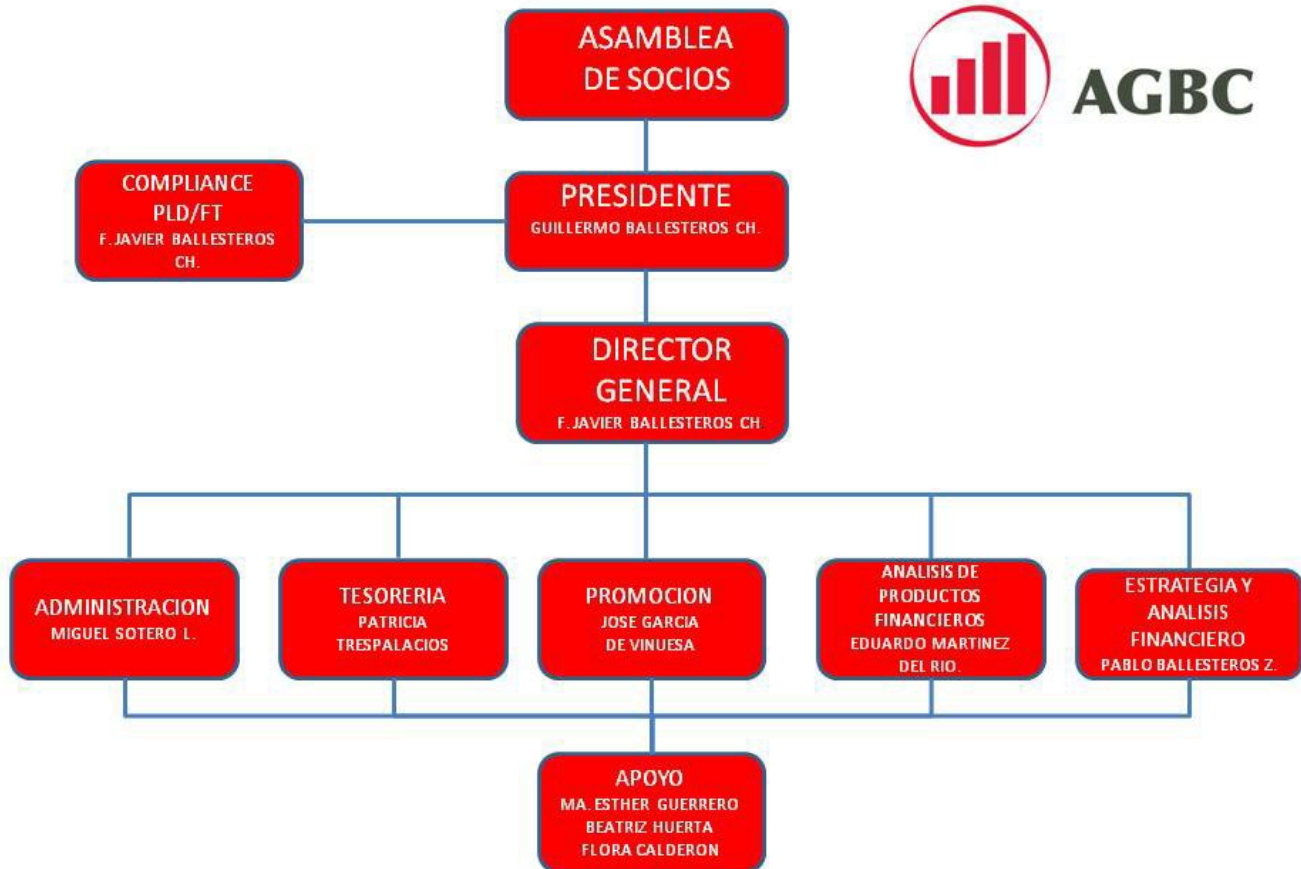 ASAMBLEA
DE SOCIOS
AGBC
COMPLIANCE
PLD/FT
F. JAVIER BALLESTEROS
CH.
PRESIDENTE
GUILLERMO BALLESTEROS CH.
DIRECTOR
GENERAL
F. JAVIER BALLESTEROS CH.
ADMINISTRACION
MIGUEL SOTERO L.
TESORERIA
PATRICIA
TRESPALACIOS
PROMOCION
JOSE GARCIA
DE VINUESA
ANALISIS DE
PRODUCTOS
FINANCIEROS
EDUARDO MARTINEZ
DEL RIO.
ESTRATEGIA Y
ANALISIS
FINANCIERO
PABLO BALLESTEROS Z.
APOYO
MA. ESTHER GUERRERO
BEATRIZ HUERTA
FLORA CALDERON